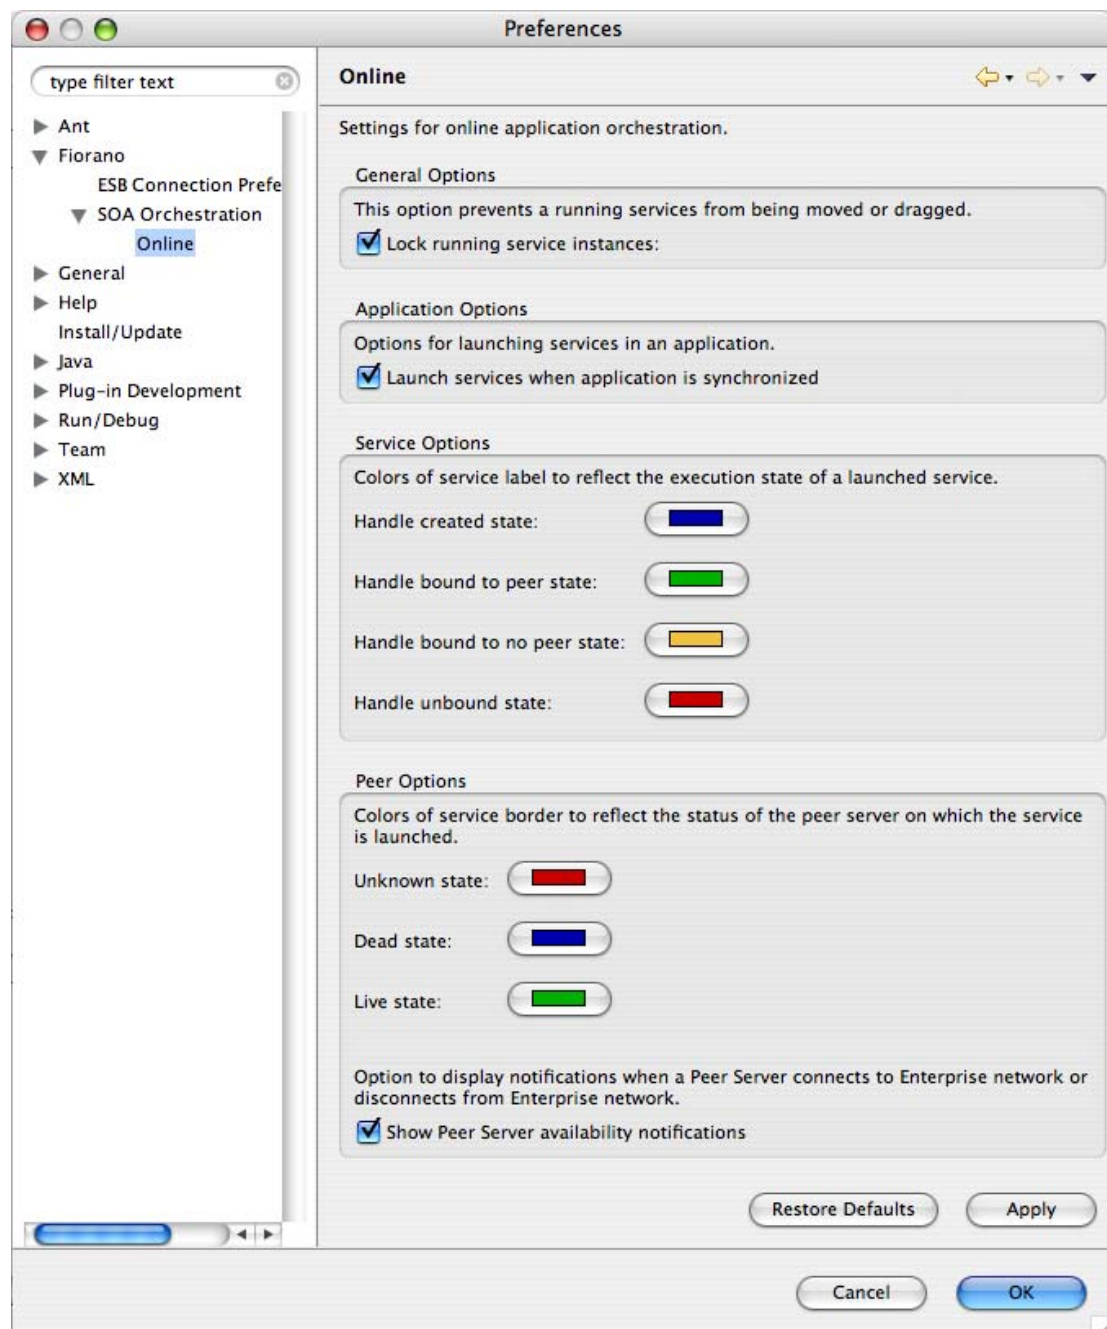 Preferences
type filter text
Ant
Fiorano
ESB Connection Prefe
SOA Orchestration
Online
General
Help
Install/Update
Java
Plug-in Development
Run/Debug
Team
XML
Online
Settings for online application orchestration.
General Options
This option prevents a running services from being moved or dragged.
Lock running service instances:
Application Options
Options for launching services in an application.
Launch services when application is synchronized
Service Options
Colors of service label to reflect the execution state of a launched service.
Handle created state:
Handle bound to peer state:
Handle bound to no peer state:
Handle unbound state:
Peer Options
Colors of service border to reflect the status of the peer server on which the service
is launched.
Unknown state:
Dead state:
Live state:
Option to display notifications when a Peer Server connects to Enterprise network or
disconnects from Enterprise network.
Show Peer Server availability notifications
Restore Defaults
Apply
Cancel
OK